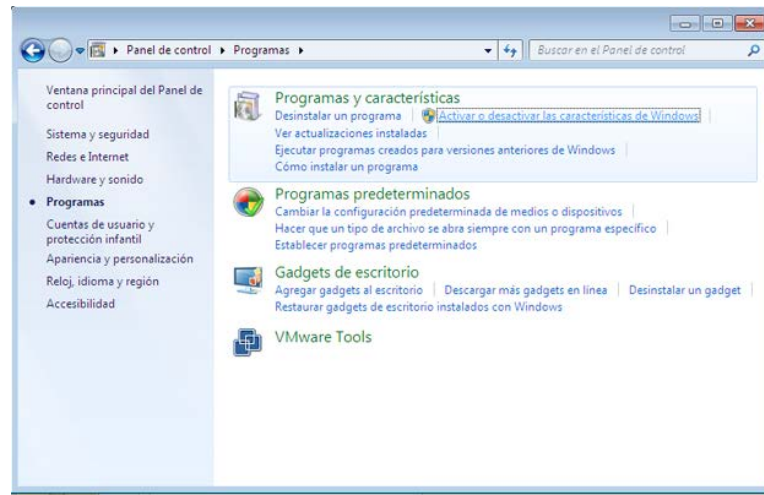 Panel de control Programas
Buscar en el Panel de control
Ventana principal del Panel de
control
Sistema y seguridad
Redes e Internet
Hardware y sonido
Programas
Cuentas de usuario y
protección infantil
Apariencia y personalización
Reloj, idioma y región
Accesibilidad
Programas y características
Desinstalar un programa Activar o desactivar las características de Windows
Ver actualizaciones instaladas
Ejecutar programas creados para versiones anteriores de Windows
Cómo instalar un programa
Programas predeterminados
Cambiar la configuración predeterminada de medios o dispositivos
Hacer que un tipo de archivo se abra siempre con un programa específico
Establecer programas predeterminados
Gadgets de escritorio
Agregar gadgets al escritorio Descargar más gadgets en línea Desinstalar un gadget
Restaurar gadgets de escritorio instalados con Windows
VMware Tools